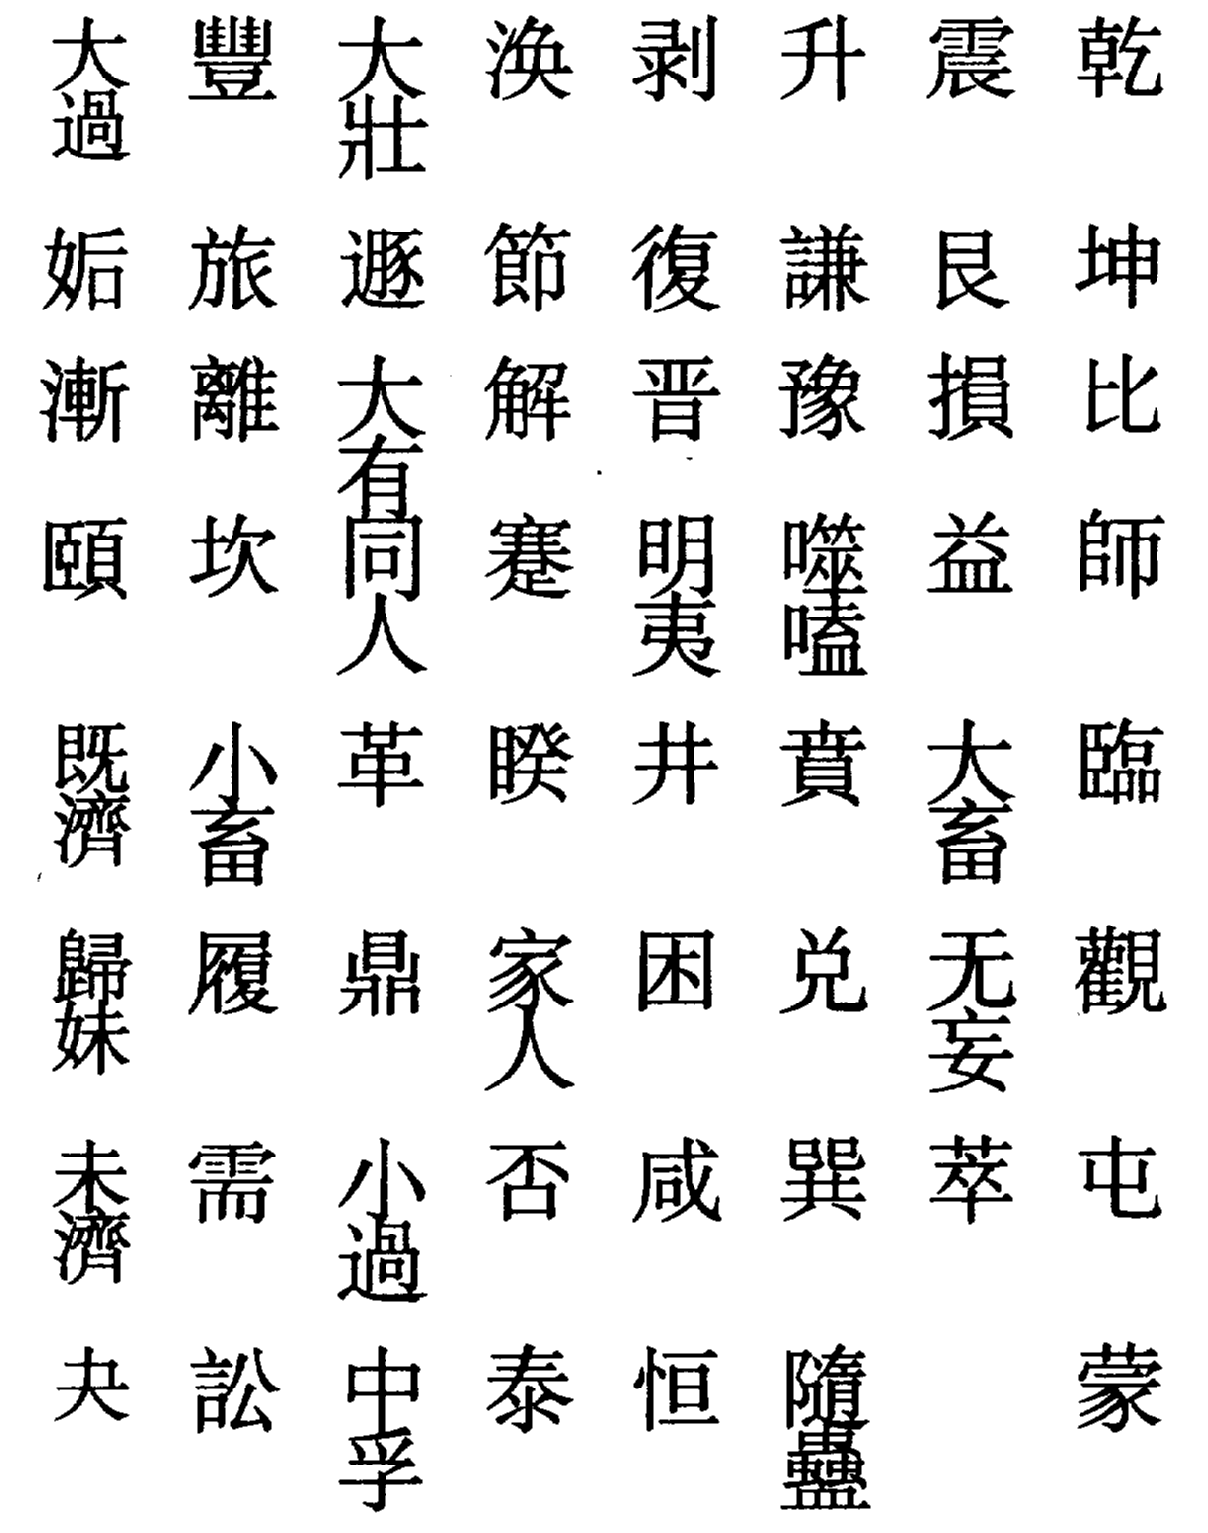 乾坤比師臨觀屯蒙
震艮損益大畜无妄萃
升謙豫噬嗑賁兑巽隨蠱
剥復晋明夷井困咸恒
涣節解蹇睽家人否泰
大壯遯大有同人革鼎小過中孚
豐旅離坎小畜履需訟
大過姤漸頤既濟歸妹未濟夬